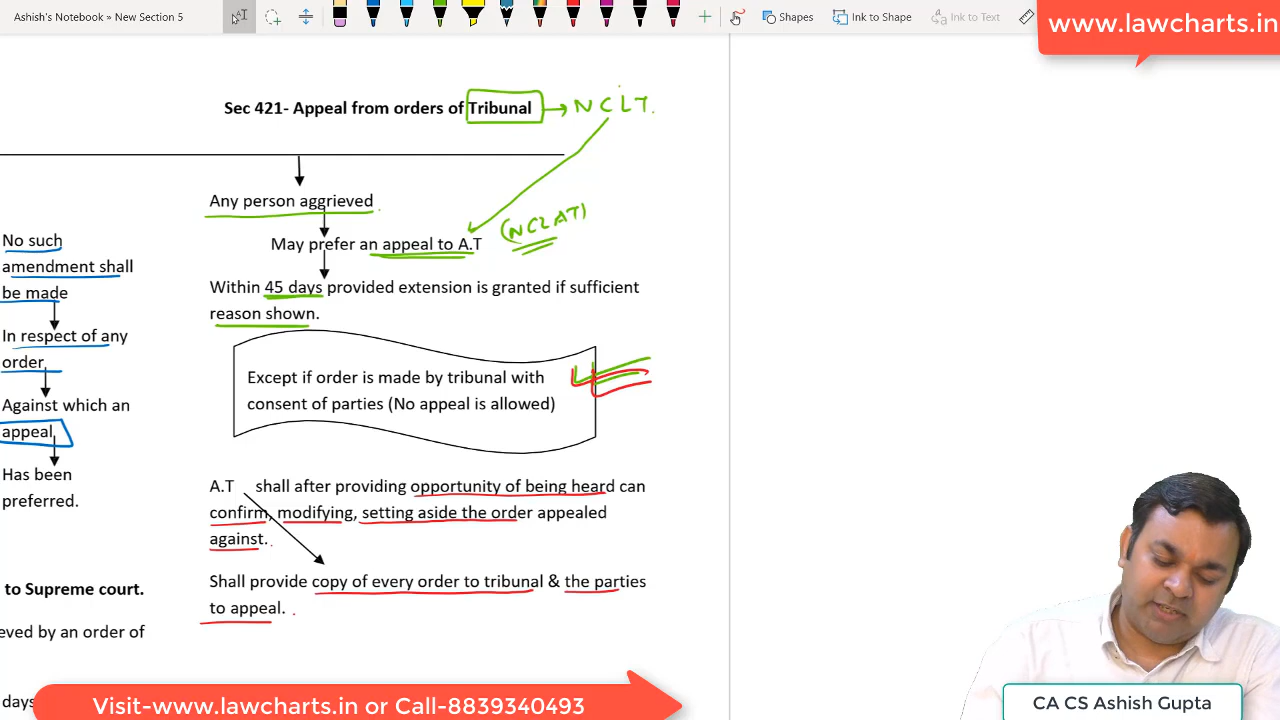 Ashish's Notebook » New Section 5
Shapes
Ink to Shape
Ink to Text
www.lawcharts.in
Sec 421- Appeal from orders of Tribunal
NCLT.
Any person aggrieved
May prefer an appeal to A.T
(NCLAT)
Within 45 days provided extension is granted if sufficient
reason shown.
Except if order is made by tribunal with
consent of parties (No appeal is allowed)
A.T shall after providing opportunity of being heard can
confirm, modifying, setting aside the order appealed
against.
Shall provide copy of every order to tribunal & the parties
to appeal.
No such
amendment shall
be made
In respect of any
order
Against which an
appeal
Has been
preferred.
to Supreme court.
eved by an order of
days
Visit-www.lawcharts.in or Call-8839340493
CA CS Ashish Gupta